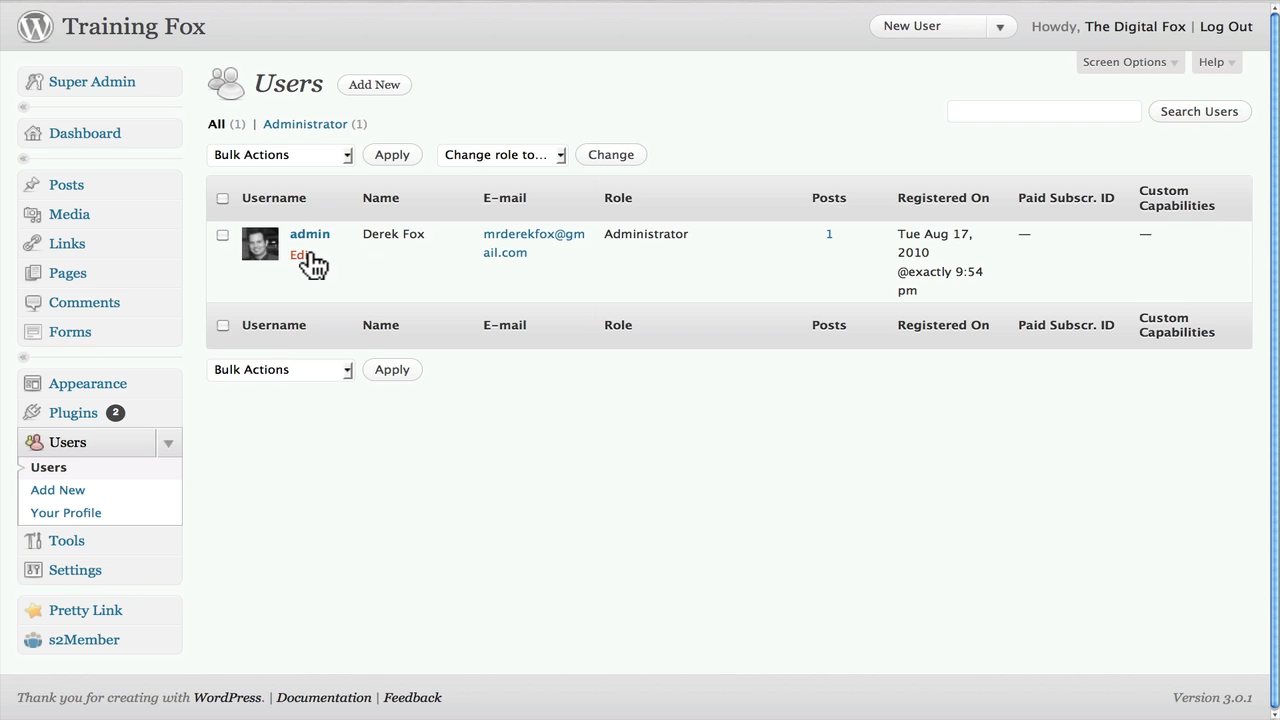 Training Fox
New User
Howdy, The Digital Fox | Log Out
Screen Options
Help
Super Admin
Dashboard
Posts
Media
Links
Pages
Comments
Forms
Appearance
Plugins 2
Users
Users
Add New
Your Profile
Tools
Settings
Pretty Link
s2Member
Users
Add New
Search Users
All (1) | Administrator (1)
Bulk Actions
Apply
Change role to...
Change
Username Name E-mail Role Posts Registered On Paid Subscr. ID Custom
Capabilities
admin Derek Fox mrderekfox@gm Administrator 1 Tue Aug 17, — —
ail.com 2010
@exactly 9:54
pm
Username Name E-mail Role Posts Registered On Paid Subscr. ID Custom
Capabilities
Bulk Actions
Apply
Thank you for creating with WordPress. | Documentation | Feedback
Version 3.0.1